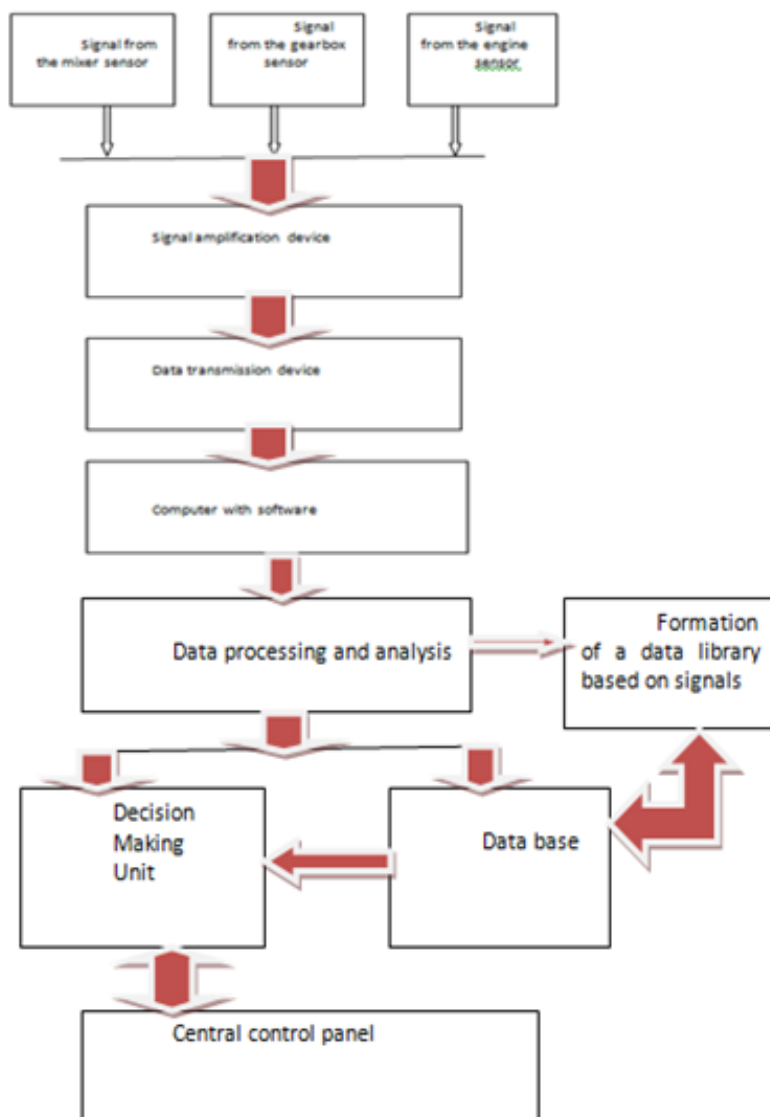 Signal from
the mixer sensor
Signal
from the gearbox
sensor
Signal
from the engine
sensor
Signal amplification device
Data transmission device
Computer with software
Data processing and analysis
Formation
of a data library
based on signals
Decision
Making
Unit
Data base
Central control panel